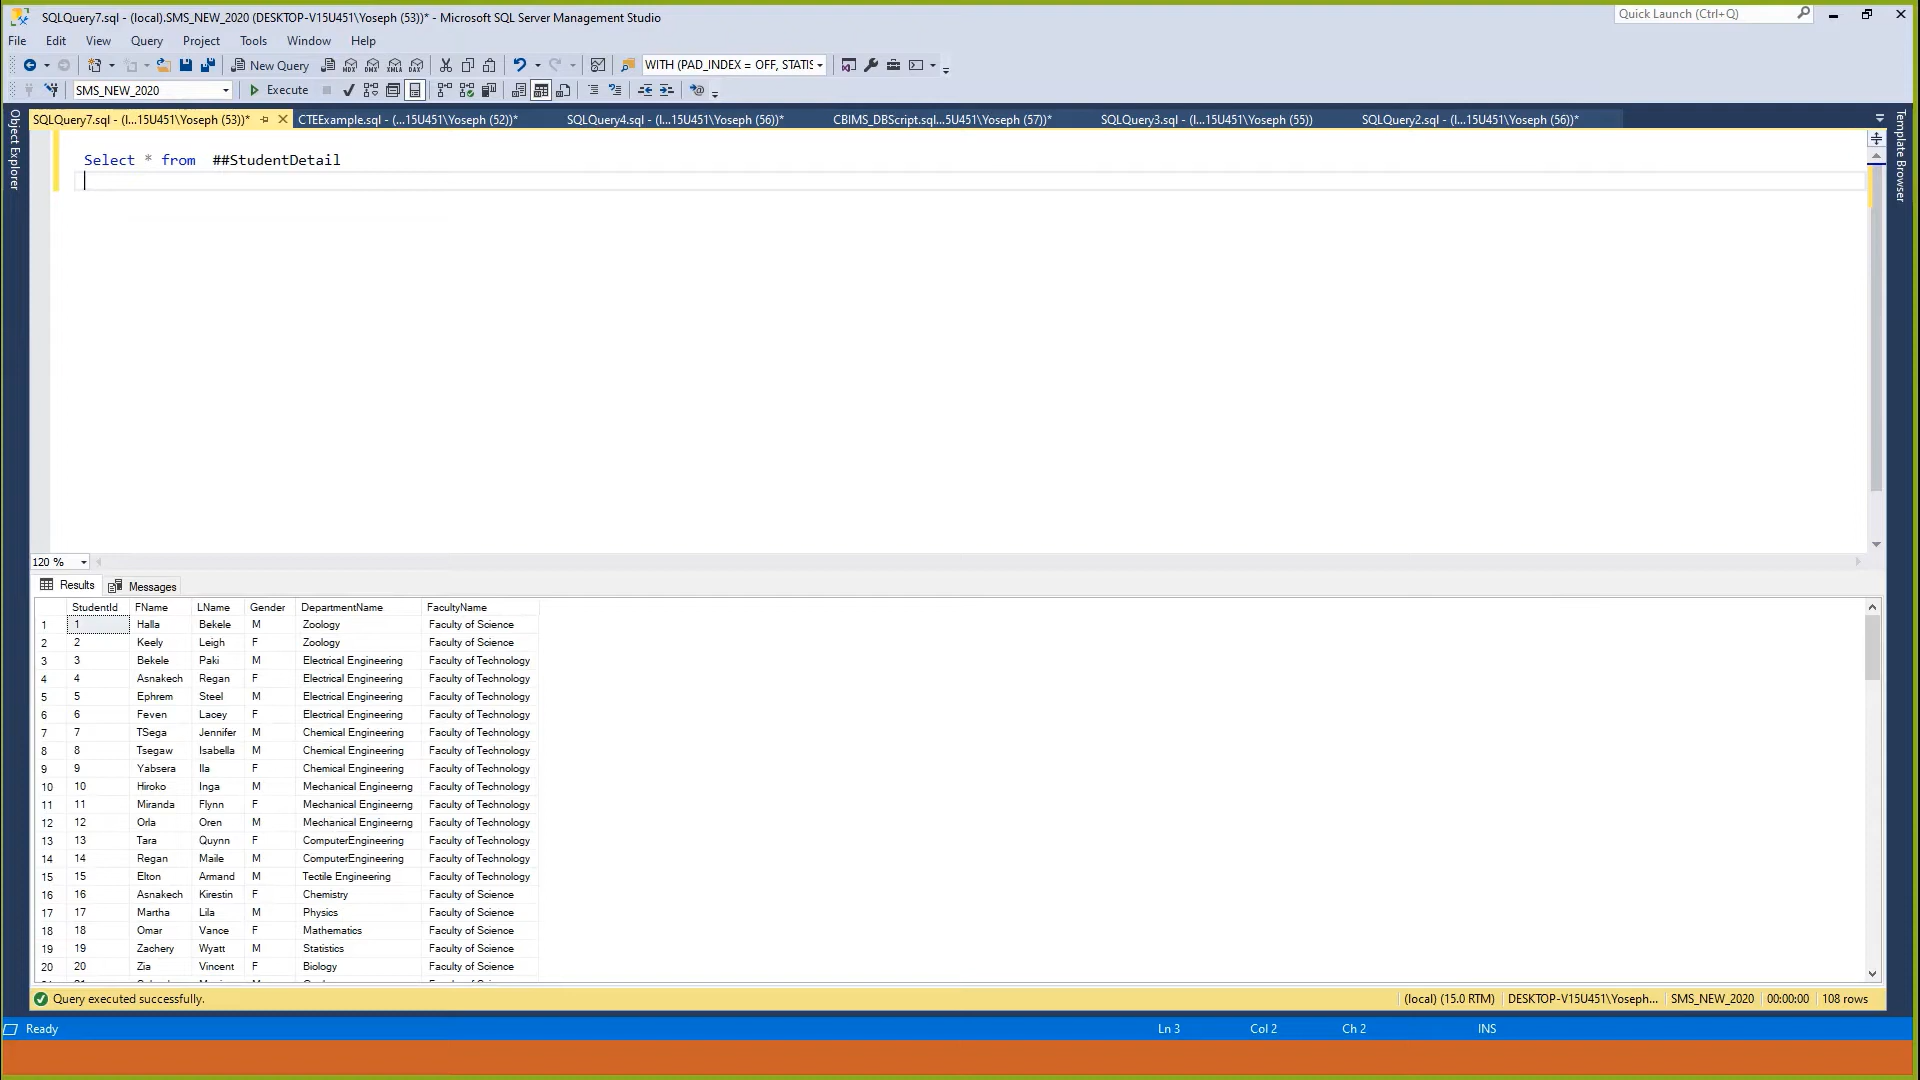 SQLQuery7.sql - (local).SMS_NEW_2020 (DESKTOP-V15U451\Yoseph (53))* - Microsoft SQL Server Management Studio
Quick Launch (Ctrl+Q)
File Edit View Query Project Tools Window Help
New Query MDX DMX XMLA DAX WITH (PAD_INDEX = OFF, STATIS
SMS_NEW_2020 Execute
SQLQuery7.sql - (l...15U451\Yoseph (53))* CTEExample.sql - (...15U451\Yoseph (52))* SQLQuery4.sql - (l...15U451\Yoseph (56))* CBIMS_DBScript.sql...5U451\Yoseph (57))* SQLQuery3.sql - (l...15U451\Yoseph (55)) SQLQuery2.sql - (l...15U451\Yoseph (56))*
Object Explorer
Template Browser
Select * from ##StudentDetail
120 %
Results Messages
StudentId FName LName Gender DepartmentName FacultyName
1 1 Halla Bekele M Zoology Faculty of Science
2 2 Keely Leigh F Zoology Faculty of Science
3 3 Bekele Paki M Electrical Engineering Faculty of Technology
4 4 Asnakech Regan F Electrical Engineering Faculty of Technology
5 5 Ephrem Steel M Electrical Engineering Faculty of Technology
6 6 Feven Lacey F Electrical Engineering Faculty of Technology
7 7 TSega Jennifer M Chemical Engineering Faculty of Technology
8 8 Tsegaw Isabella M Chemical Engineering Faculty of Technology
9 9 Yabsera Ila F Chemical Engineering Faculty of Technology
10 10 Hiroko Inga M Mechanical Engineerng Faculty of Technology
11 11 Miranda Flynn F Mechanical Engineerng Faculty of Technology
12 12 Orla Oren M Mechanical Engineerng Faculty of Technology
13 13 Tara Quynn F ComputerEngineering Faculty of Technology
14 14 Regan Maile M ComputerEngineering Faculty of Technology
15 15 Elton Armand M Tectile Engineering Faculty of Technology
16 16 Asnakech Kirestin F Chemistry Faculty of Science
17 17 Martha Lila M Physics Faculty of Science
18 18 Omar Vance F Mathematics Faculty of Science
19 19 Zachery Wyatt M Statistics Faculty of Science
20 20 Zia Vincent F Biology Faculty of Science
Query executed successfully. (local) (15.0 RTM) DESKTOP-V15U451\Yoseph... SMS_NEW_2020 00:00:00 108 rows
Ready Ln 3 Col 2 Ch 2 INS